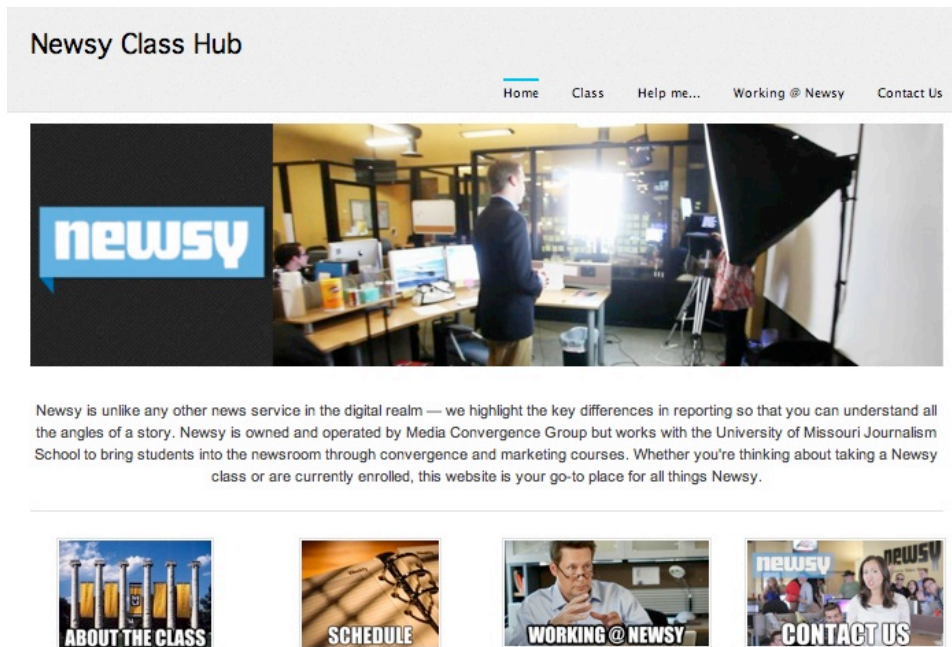 Newsy Class Hub
Home Class Help me... Working @ Newsy Contact Us
newsy
Newsy is unlike any other news service in the digital realm — we highlight the key differences in reporting so that you can understand all
the angles of a story. Newsy is owned and operated by Media Convergence Group but works with the University of Missouri Journalism
School to bring students into the newsroom through convergence and marketing courses. Whether you're thinking about taking a Newsy
class or are currently enrolled, this website is your go-to place for all things Newsy.
newsy newsy
ABOUT THE CLASS SCHEDULE WORKING @ NEWSY CONTACT US